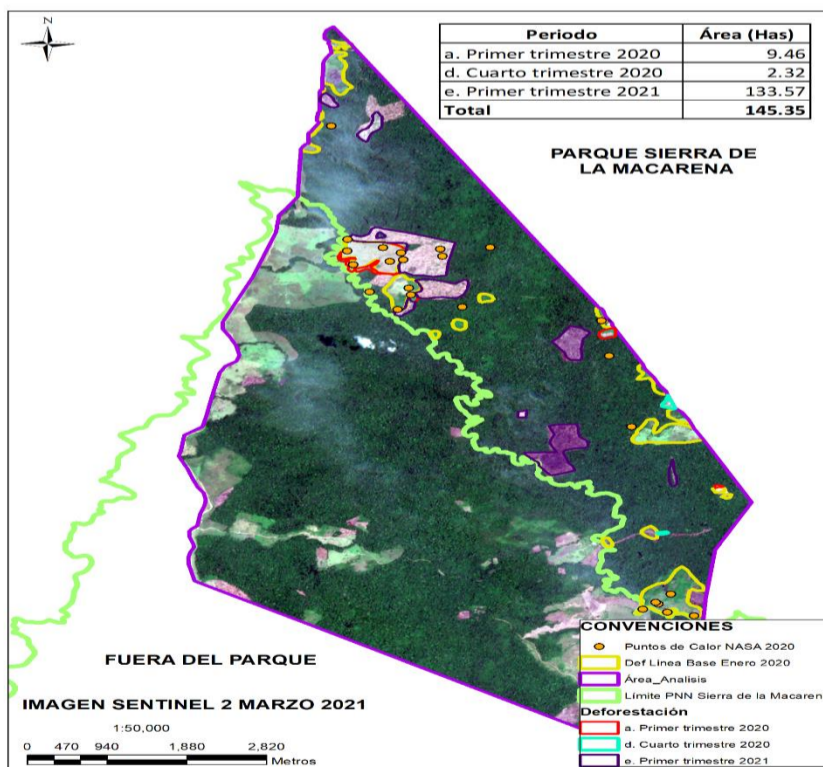 N
Periodo Área (Has)
a. Primer trimestre 2020 9.46
d. Cuarto trimestre 2020 2.32
e. Primer trimestre 2021 133.57
Total 145.35
PARQUE SIERRA DE
LA MACARENA
FUERA DEL PARQUE
IMAGEN SENTINEL 2 MARZO 2021
1:50,000
0 470 940 1,880 2,820
Metros
CONVENCIONES
Puntos de Calor NASA 2020
Def Línea Base Enero 2020
Área_Analisis
Límite PNN Sierra de la Macaren
Deforestación
a. Primer trimestre 2020
d. Cuarto trimestre 2020
e. Primer trimestre 2021